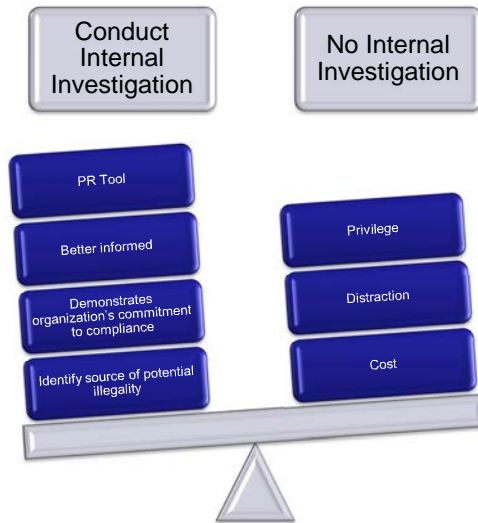 Conduct
Internal
Investigation
No Internal
Investigation
PR Tool
Better informed
Demonstrates
organization's commitment
to compliance
Identify source of potential
illegality
Privilege
Distraction
Cost